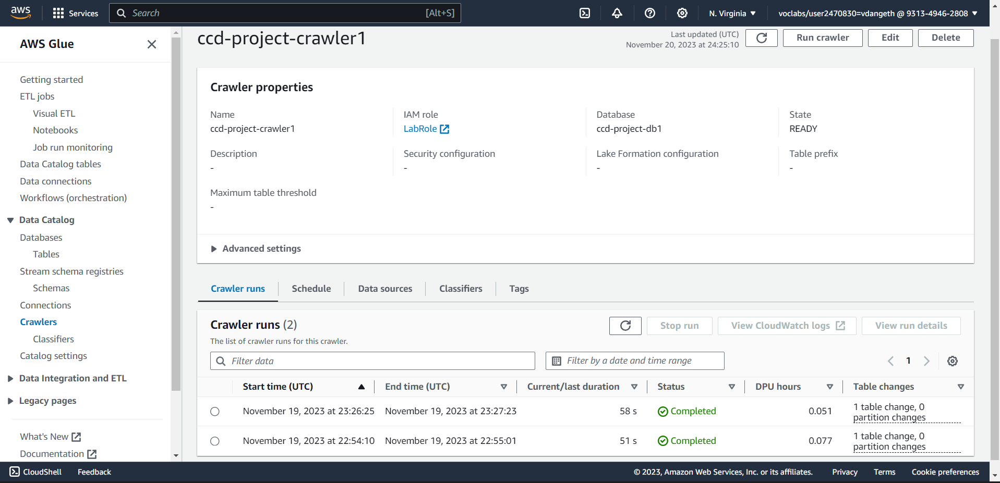 aws
Services
Search [Alt+S]
N. Virginia
voclabs/user2470830=vdangeth @ 9313-4946-2808
AWS Glue
Getting started
ETL jobs
Visual ETL
Notebooks
Job run monitoring
Data Catalog tables
Data connections
Workflows (orchestration)
Data Catalog
Databases
Tables
Stream schema registries
Schemas
Connections
Crawlers
Classifiers
Catalog settings
Data Integration and ETL
Legacy pages
What's New
Documentation
ccd-project-crawler1
Last updated (UTC)
November 20, 2023 at 24:25:10
Run crawler
Edit
Delete
Crawler properties
Name
ccd-project-crawler1
IAM role
LabRole
Database
ccd-project-db1
State
READY
Description
-
Security configuration
-
Lake Formation configuration
-
Table prefix
-
Maximum table threshold
-
Advanced settings
Crawler runs Schedule Data sources Classifiers Tags
Crawler runs (2)
The list of crawler runs for this crawler.
Stop run
View CloudWatch logs
View run details
Filter data
Filter by a date and time range
1
Start time (UTC) End time (UTC) Current/last duration Status DPU hours Table changes
November 19, 2023 at 23:26:25 November 19, 2023 at 23:27:23 58 s Completed 0.051 1 table change, 0
partition changes
November 19, 2023 at 22:54:10 November 19, 2023 at 22:55:01 51 s Completed 0.077 1 table change, 0
partition changes
CloudShell Feedback © 2023, Amazon Web Services, Inc. or its affiliates. Privacy Terms Cookie preferences